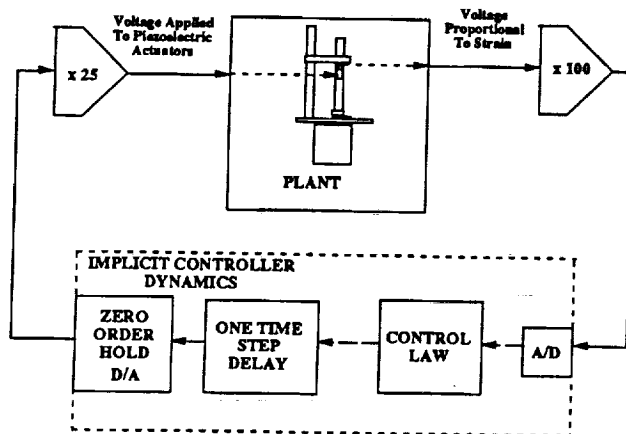 Voltage Applied
To Piezoelectric
Actuators
Voltage
Proportional
To Strain
x 25
x 100
PLANT
IMPLICIT CONTROLLER
DYNAMICS
ZERO
ORDER
HOLD
D/A
ONE TIME
STEP
DELAY
CONTROL
LAW
A/D